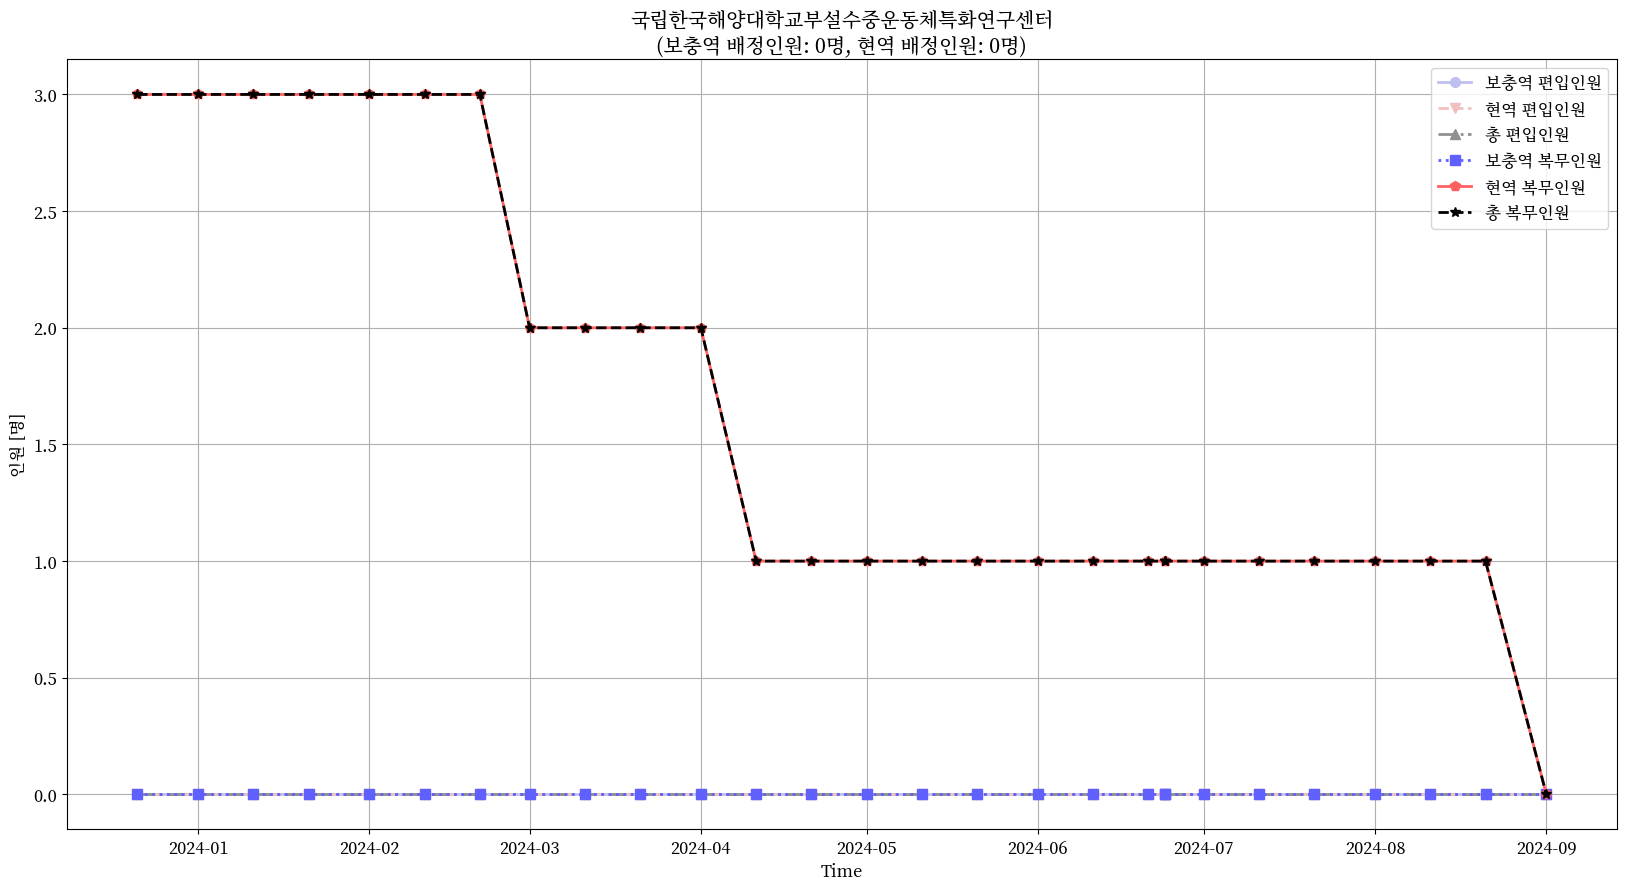 국립한국해양대학교부설수중운동체특화연구센터
(보충역 배정인원: 0명, 현역 배정인원: 0명)
보충역 편입인원
현역 편입인원
총 편입인원
보충역 복무인원
현역 복무인원
총 복무인원
인원 [명]
3.0
2.5
2.0
1.5
1.0
0.5
0.0
2024-01
2024-02
2024-03
2024-04
2024-05
2024-06
2024-07
2024-08
2024-09
Time